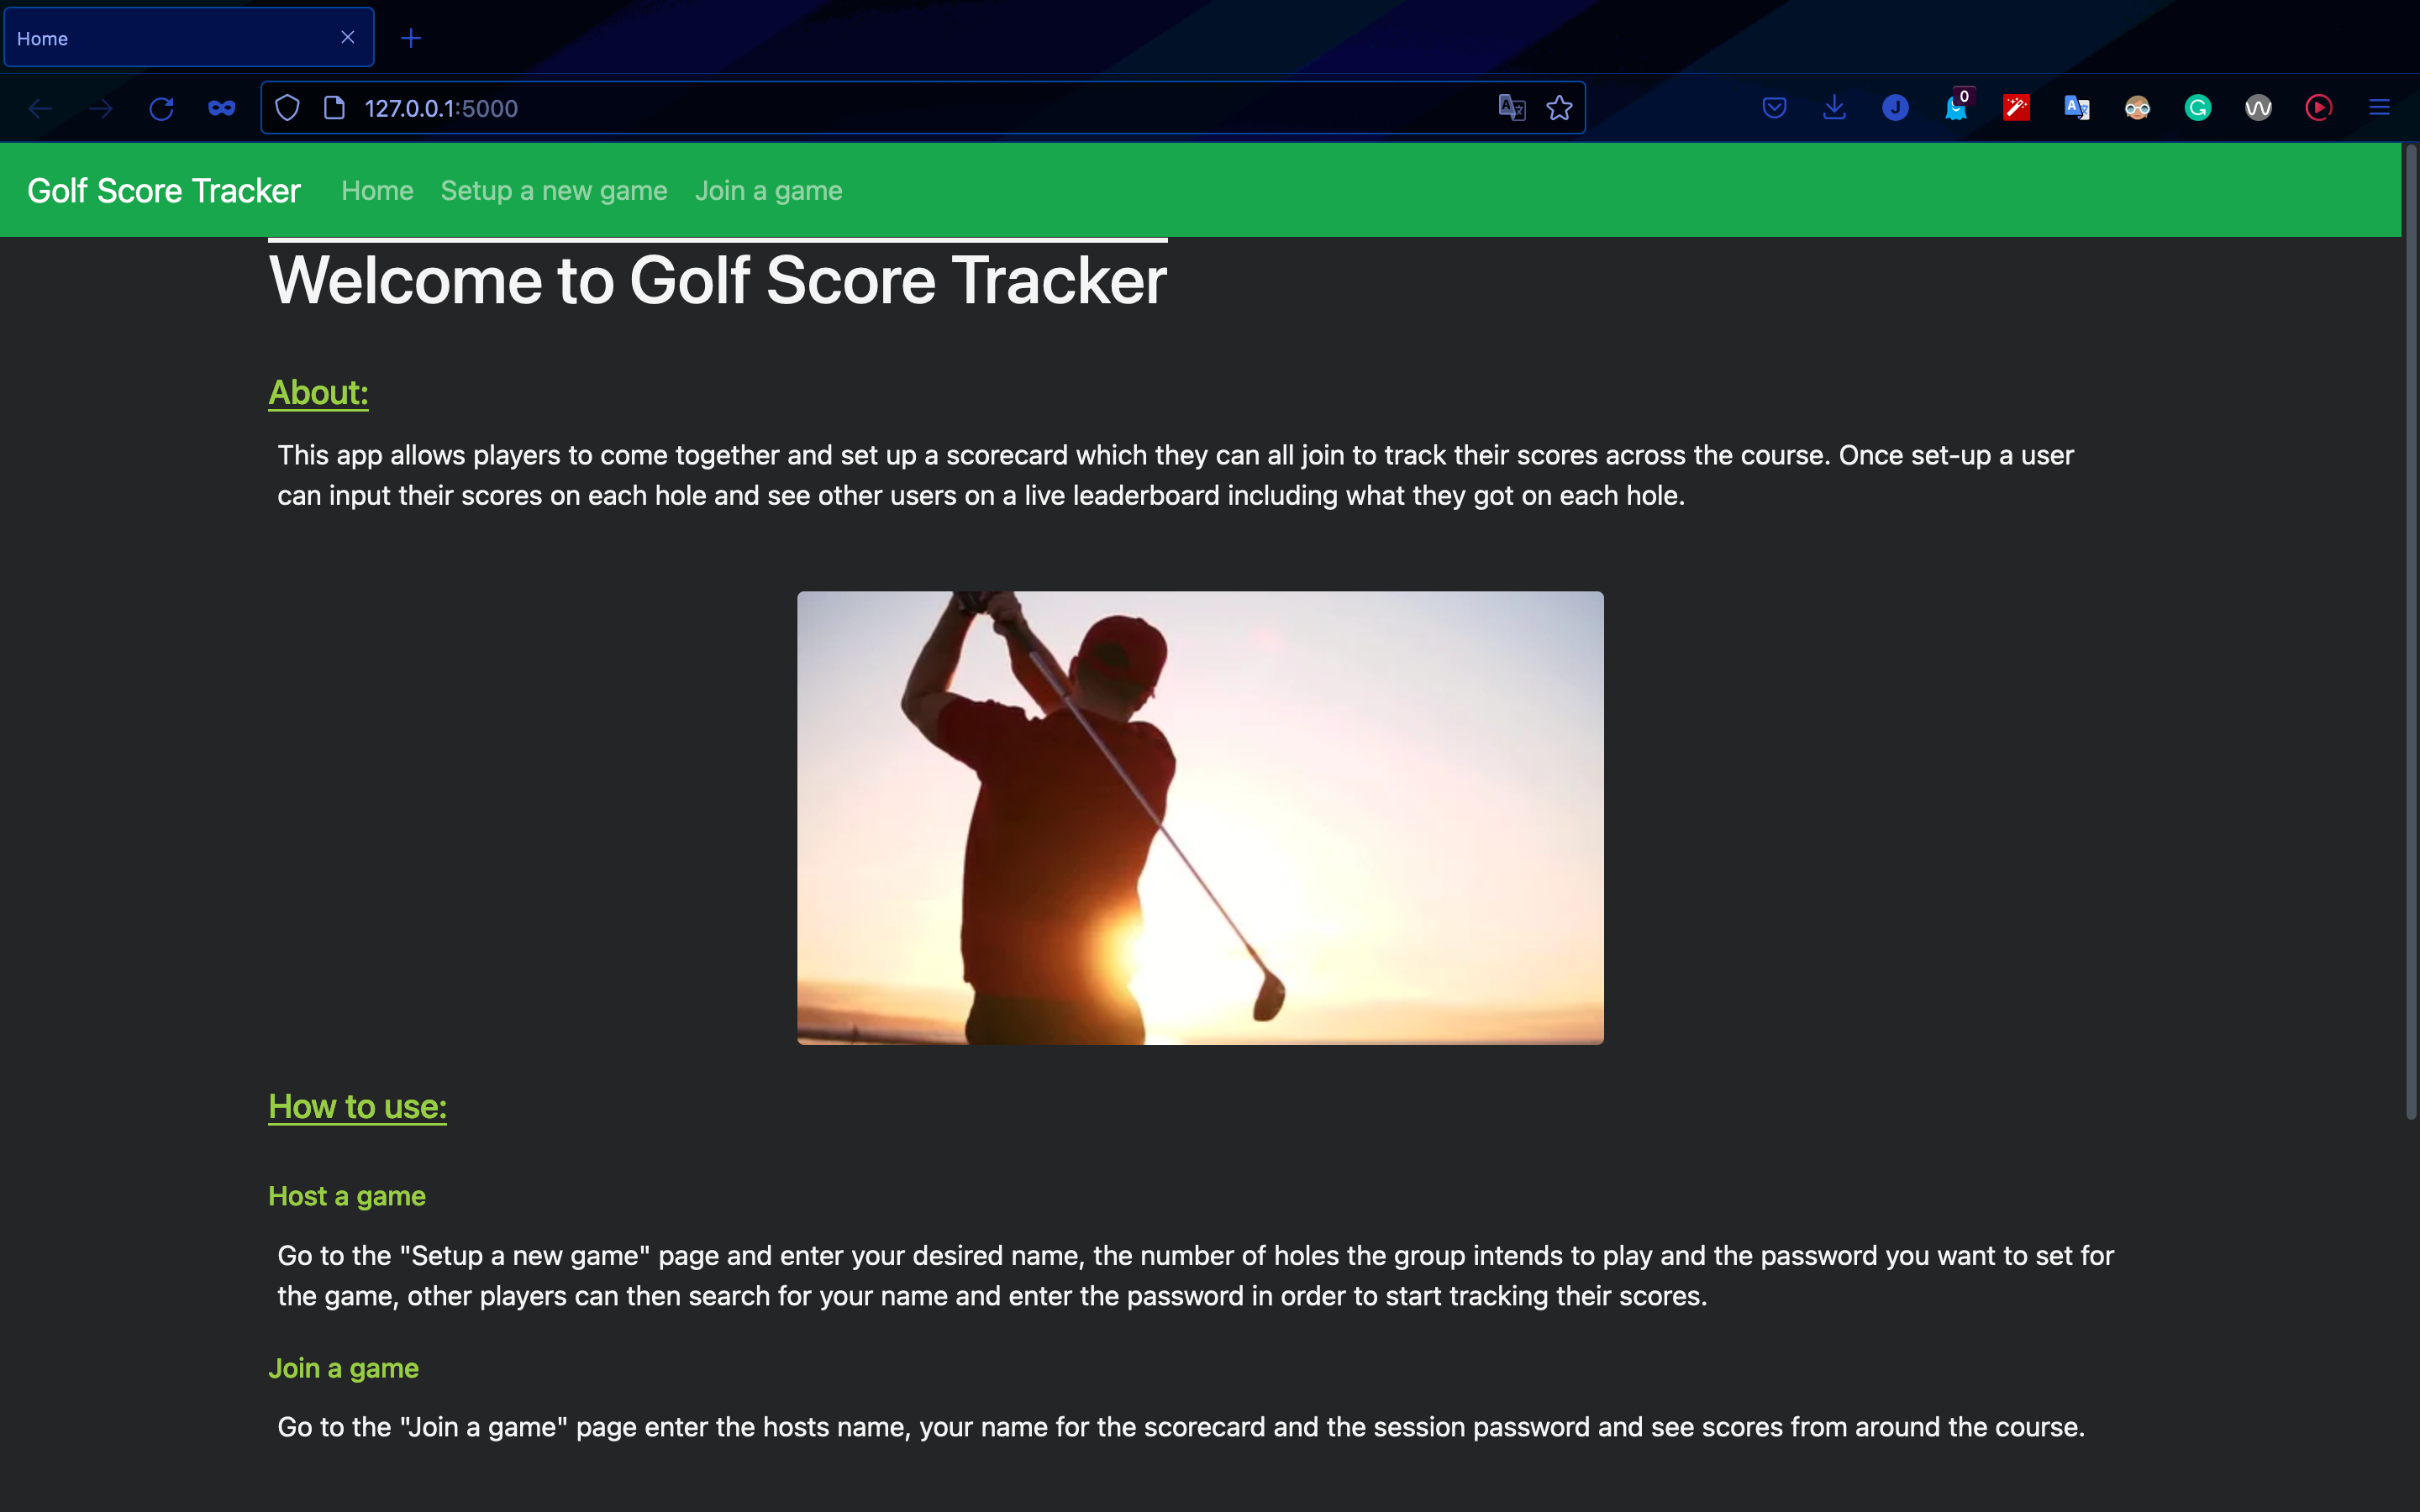 Home
127.0.0.1:5000
J
0
G
Golf Score Tracker Home Setup a new game Join a game
Welcome to Golf Score Tracker
About:
This app allows players to come together and set up a scorecard which they can all join to track their scores across the course. Once set-up a user
can input their scores on each hole and see other users on a live leaderboard including what they got on each hole.
How to use:
Host a game
Go to the "Setup a new game" page and enter your desired name, the number of holes the group intends to play and the password you want to set for
the game, other players can then search for your name and enter the password in order to start tracking their scores.
Join a game
Go to the "Join a game" page enter the hosts name, your name for the scorecard and the session password and see scores from around the course.